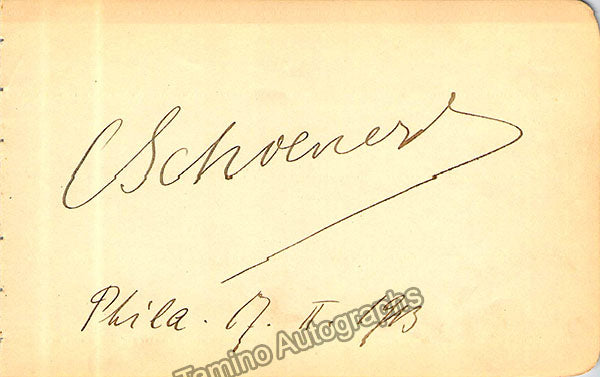 CSchoener
Phila. 17. II.
Tamino Autographs